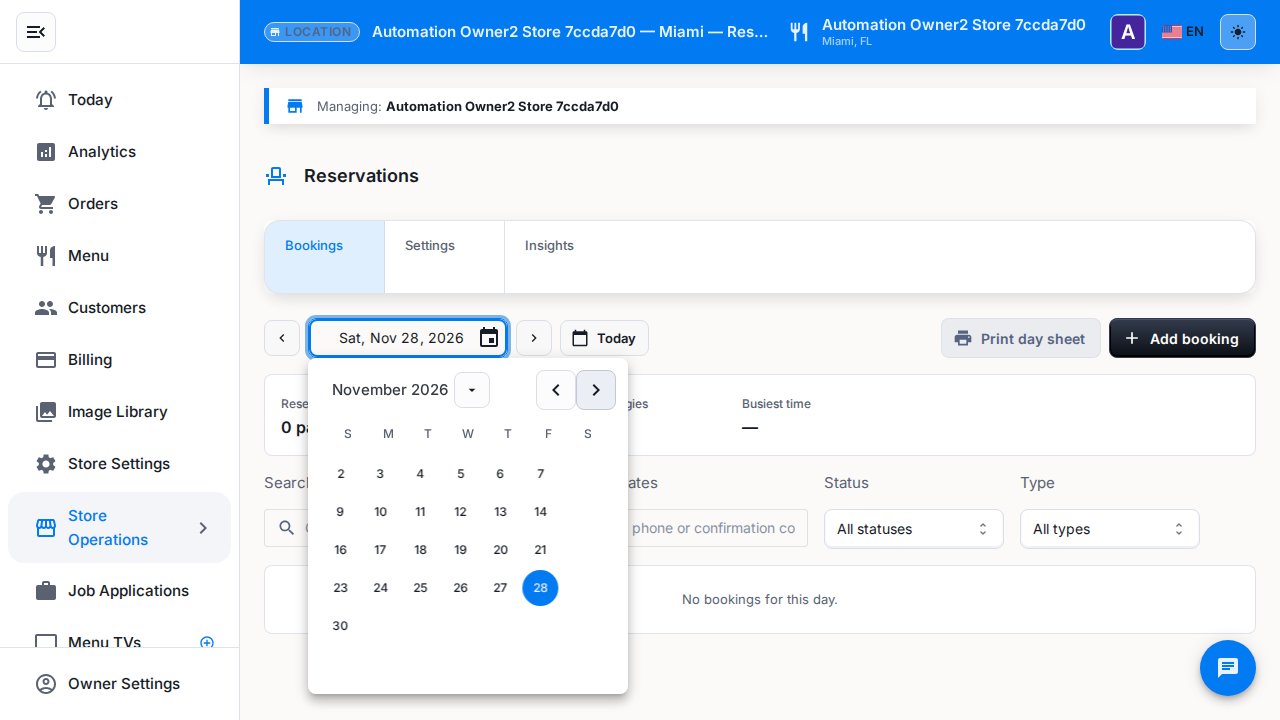 LOCATION
Automation Owner2 Store 7ccda7d0 — Miami — Res...
Automation Owner2 Store 7ccda7d0
Miami, FL
A
EN
Today
Analytics
Orders
Menu
Customers
Billing
Image Library
Store Settings
Store
Operations
Job Applications
Menu TVs
Owner Settings
Managing: Automation Owner2 Store 7ccda7d0
Reservations
Bookings
Settings
Insights
Sat, Nov 28, 2026
Today
Print day sheet
Add booking
November 2026
S M T W T F S
2 3 4 5 6 7
9 10 11 12 13 14
16 17 18 19 20 21
23 24 25 26 27 28
30
Busiest time
0
—
Status
Type
phone or confirmation co
All statuses
All types
No bookings for this day.